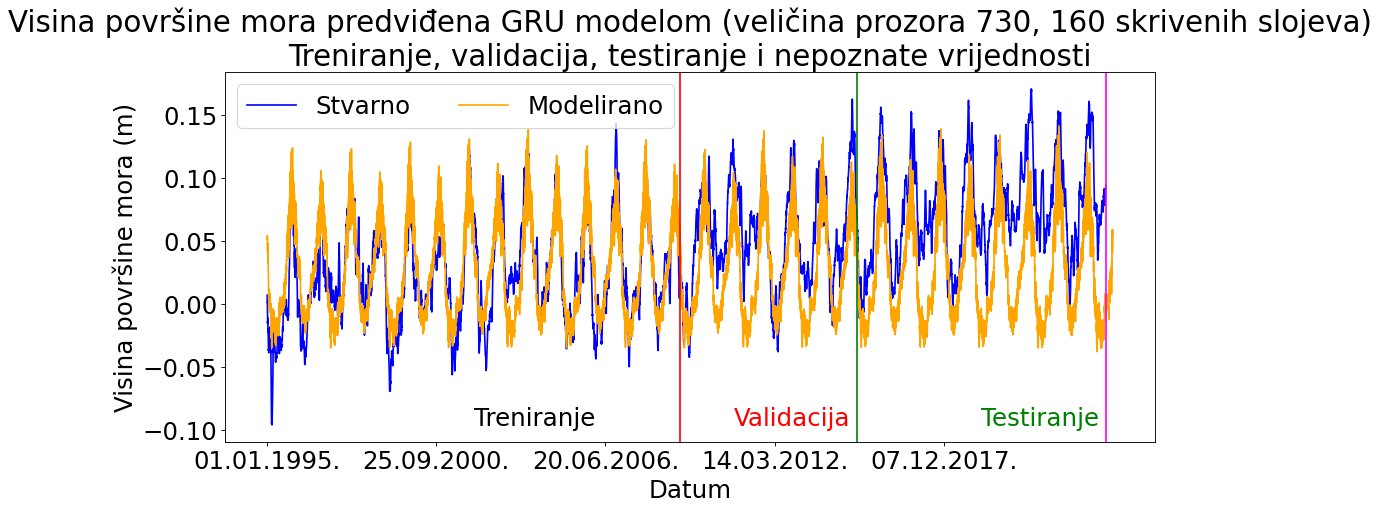 Visina površine mora predviđena GRU modelom (veličina prozora 730, 160 skrivenih slojeva)
Treniranje, validacija, testiranje i nepoznate vrijednosti
Stvarno
Modelirano
Visina površine mora (m)
0.15
0.10
0.05
0.00
−0.05
−0.10
Treniranje
Validacija
Testiranje
01.01.1995.
25.09.2000.
20.06.2006.
14.03.2012.
07.12.2017.
Datum